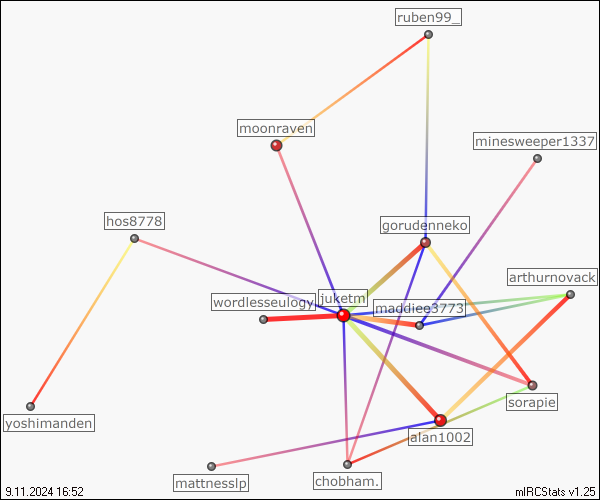 ruben99_
moonraven
minesweeper1337
hos8778
gorudenneko
arthurnovack
wordlesseulogy
juketnl
maddiee3773
sorapie
yoshimanden
alan1002
mattnesslp
chobham.
9.11.2024 16:52
mIRCStats v1.25